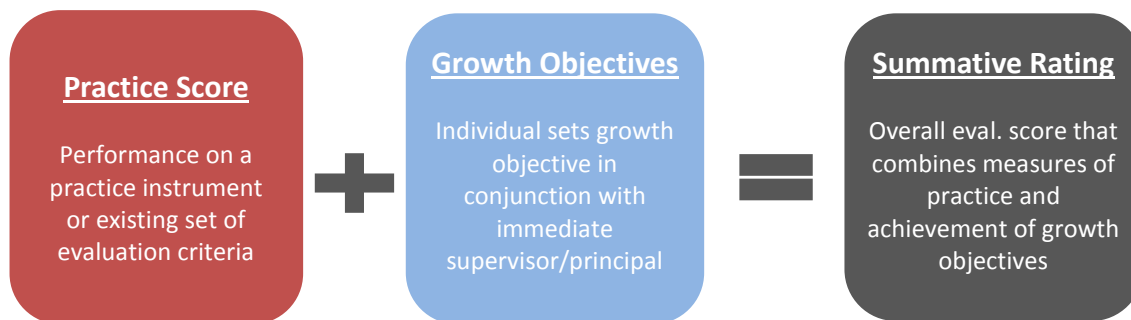 Practice Score
Performance on a
practice instrument
or existing set of
evaluation criteria
Growth Objectives
Individual sets growth
objective in
conjunction with
immediate
supervisor/principal
Summative Rating
Overall eval. score that
combines measures of
practice and
achievement of growth
objectives